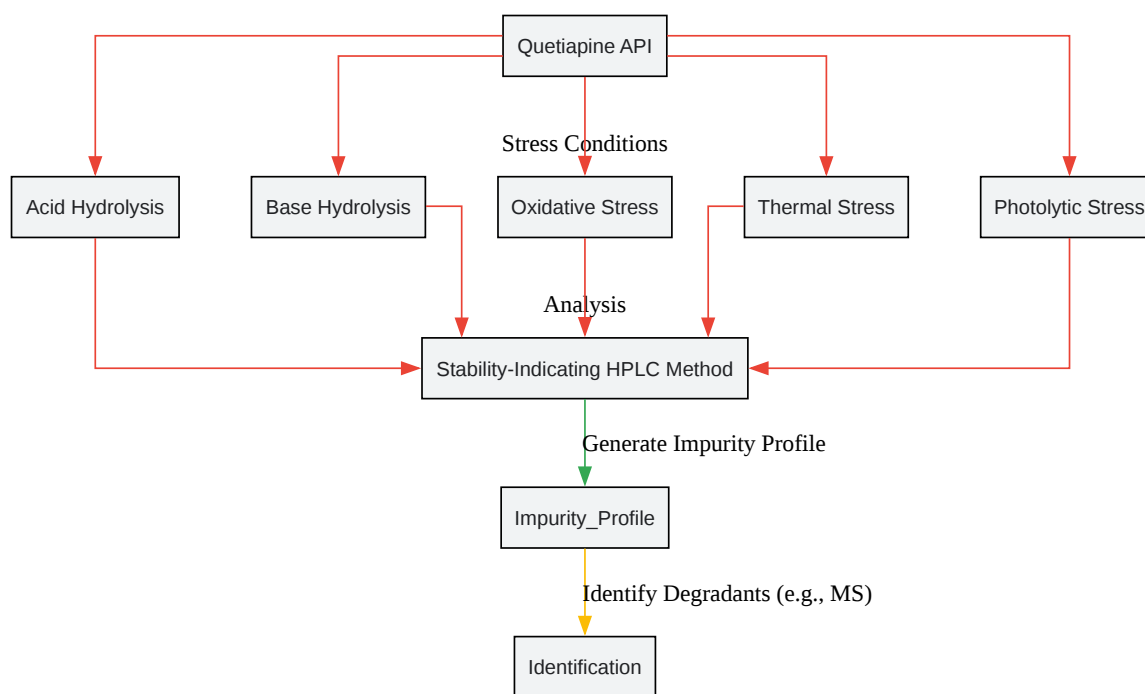 Quetiapine API
Stress Conditions
Acid Hydrolysis
Base Hydrolysis
Oxidative Stress
Thermal Stress
Photolytic Stress
Analysis
Stability-Indicating HPLC Method
Generate Impurity Profile
Impurity_Profile
Identify Degradants (e.g., MS)
Identification